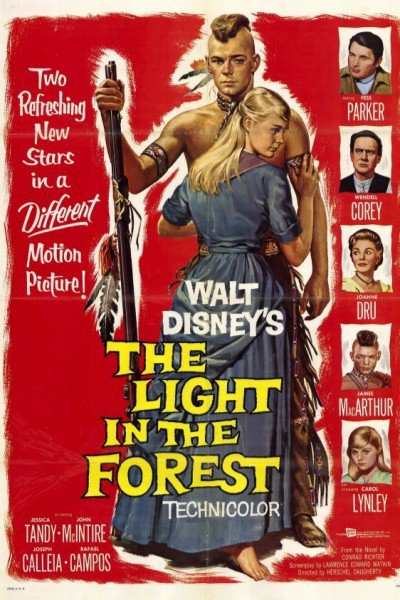 Two
Refreshing
New
Stars
in a
Different
Motion
Picture!
FESS
PARKER
WENDELL
COREY
JOANNE
DRU
JAMES
MacARTHUR
CAROL
LYNLEY
WALT
DISNEY'S
THE
LIGHT
IN THE
FOREST
TECHNICOLOR
JESSICA JOHN
TANDY · McINTIRE
JOSEPH RAFAEL
CALLEIA · CAMPOS
From the Novel by
CONRAD RICHTER
Screenplay by LAWRENCE EDWARD WATKIN
Directed by HERSCHEL DAUGHERTY